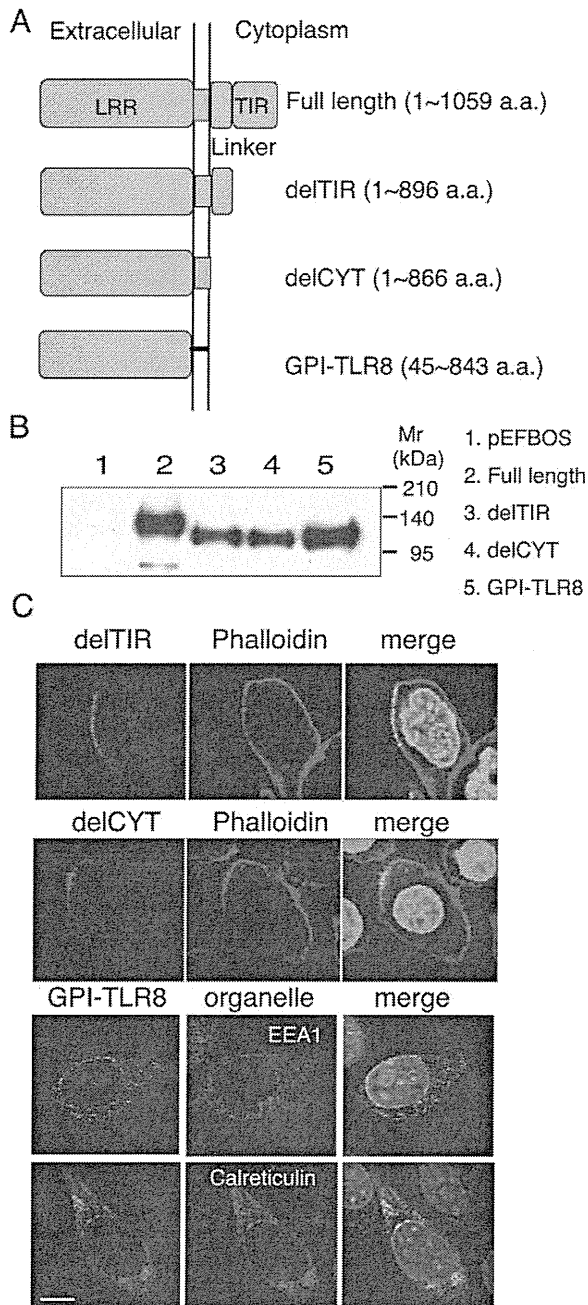 A
Extracellular Cytoplasm
LRR TIR Full length (1~1059 a.a.)
Linker
delTIR (1~896 a.a.)
delCYT (1~866 a.a.)
GPI-TLR8 (45~843 a.a.)
B
1 2 3 4 5
Mr
(kDa)
210
140
95
1. pEFBOS
2. Full length
3. delTIR
4. delCYT
5. GPI-TLR8
C
delTIR Phalloidin merge
delCYT Phalloidin merge
GPI-TLR8 organelle merge
EEA1
Calreticulin